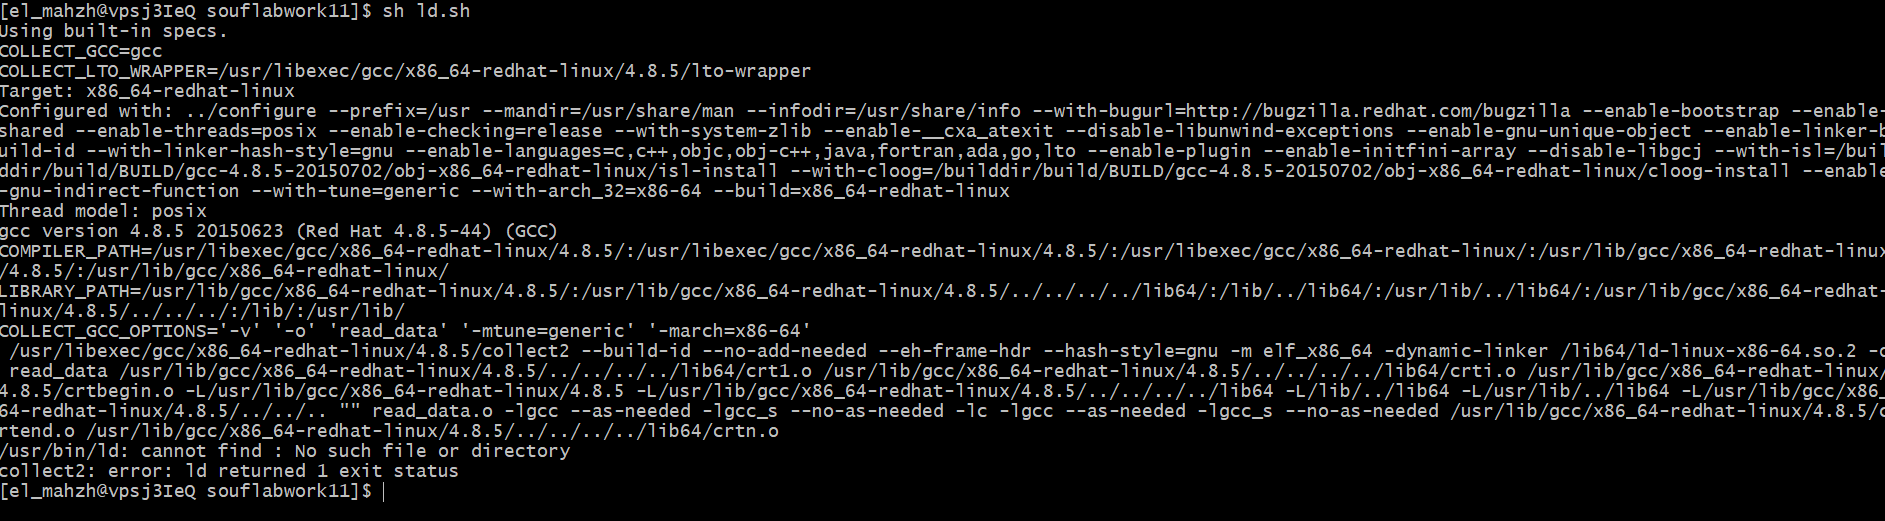 [el_mahzh@vpsj3IeQ souflabwork11]$ sh ld.sh
Using built-in specs.
COLLECT_GCC=gcc
COLLECT_LTO_WRAPPER=/usr/libexec/gcc/x86_64-redhat-linux/4.8.5/lto-wrapper
Target: x86_64-redhat-linux
Configured with: ../configure --prefix=/usr --mandir=/usr/share/man --infodir=/usr/share/info --with-bugurl=http://bugzilla.redhat.com/bugzilla --enable-bootstrap --enable-
shared --enable-threads=posix --enable-checking=release --with-system-zlib --enable-__cxa_atexit --disable-libunwind-exceptions --enable-gnu-unique-object --enable-linker-b
uild-id --with-linker-hash-style=gnu --enable-languages=c,c++,objc,obj-c++,java,fortran,ada,go,lto --enable-plugin --enable-initfini-array --disable-libgcj --with-isl=/buil
ddir/build/BUILD/gcc-4.8.5-20150702/obj-x86_64-redhat-linux/isl-install --with-cloog=/builddir/build/BUILD/gcc-4.8.5-20150702/obj-x86_64-redhat-linux/cloog-install --enable
-gnu-indirect-function --with-tune=generic --with-arch_32=x86-64 --build=x86_64-redhat-linux
Thread model: posix
gcc version 4.8.5 20150623 (Red Hat 4.8.5-44) (GCC)
COMPILER_PATH=/usr/libexec/gcc/x86_64-redhat-linux/4.8.5/:/usr/libexec/gcc/x86_64-redhat-linux/4.8.5/:/usr/libexec/gcc/x86_64-redhat-linux/:/usr/lib/gcc/x86_64-redhat-linux
/4.8.5/:/usr/lib/gcc/x86_64-redhat-linux/
LIBRARY_PATH=/usr/lib/gcc/x86_64-redhat-linux/4.8.5/:/usr/lib/gcc/x86_64-redhat-linux/4.8.5/../../../../lib64/:/lib/../lib64/:/usr/lib/../lib64/:/usr/lib/gcc/x86_64-redhat-
linux/4.8.5/../../../:/lib/:/usr/lib/
COLLECT_GCC_OPTIONS='-v' '-o' 'read_data' '-mtune=generic' '-march=x86-64'
/usr/libexec/gcc/x86_64-redhat-linux/4.8.5/collect2 --build-id --no-add-needed --eh-frame-hdr --hash-style=gnu -m elf_x86_64 -dynamic-linker /lib64/ld-linux-x86-64.so.2 -o
read_data /usr/lib/gcc/x86_64-redhat-linux/4.8.5/../../../../lib64/crt1.o /usr/lib/gcc/x86_64-redhat-linux/4.8.5/../../../../lib64/crti.o /usr/lib/gcc/x86_64-redhat-linux/
4.8.5/crtbegin.o -L/usr/lib/gcc/x86_64-redhat-linux/4.8.5 -L/usr/lib/gcc/x86_64-redhat-linux/4.8.5/../../../../lib64 -L/lib/../lib64 -L/usr/lib/../lib64 -L/usr/lib/gcc/x86_
64-redhat-linux/4.8.5/../../.. "" read_data.o -lgcc --as-needed -lgcc_s --no-as-needed -lc -lgcc --as-needed -lgcc_s --no-as-needed /usr/lib/gcc/x86_64-redhat-linux/4.8.5/c
rtend.o /usr/lib/gcc/x86_64-redhat-linux/4.8.5/../../../../lib64/crtn.o
/usr/bin/ld: cannot find : No such file or directory
collect2: error: ld returned 1 exit status
[el_mahzh@vpsj3IeQ souflabwork11]$